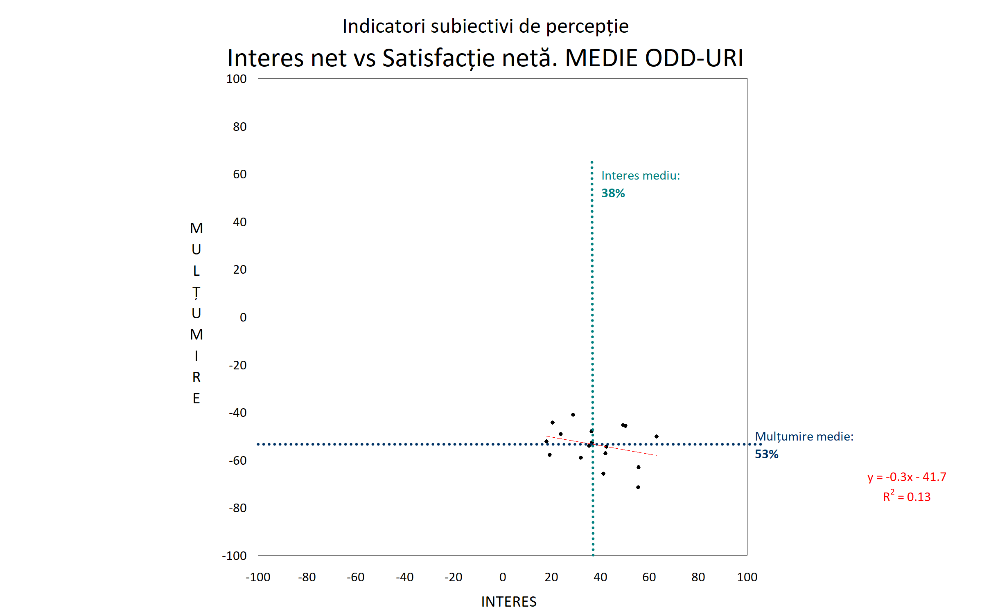 Indicatori subiectivi de percepție
Interes net vs Satisfacție netă. MEDIE ODD-URI
100
80
60
40
20
0
-20
-40
-60
-80
-100
MULȚUMIRE
Interes mediu:
38%
Mulțumire medie:
53%
y = -0.3x - 41.7
R² = 0.13
-100 -80 -60 -40 -20 0 20 40 60 80 100
INTERES